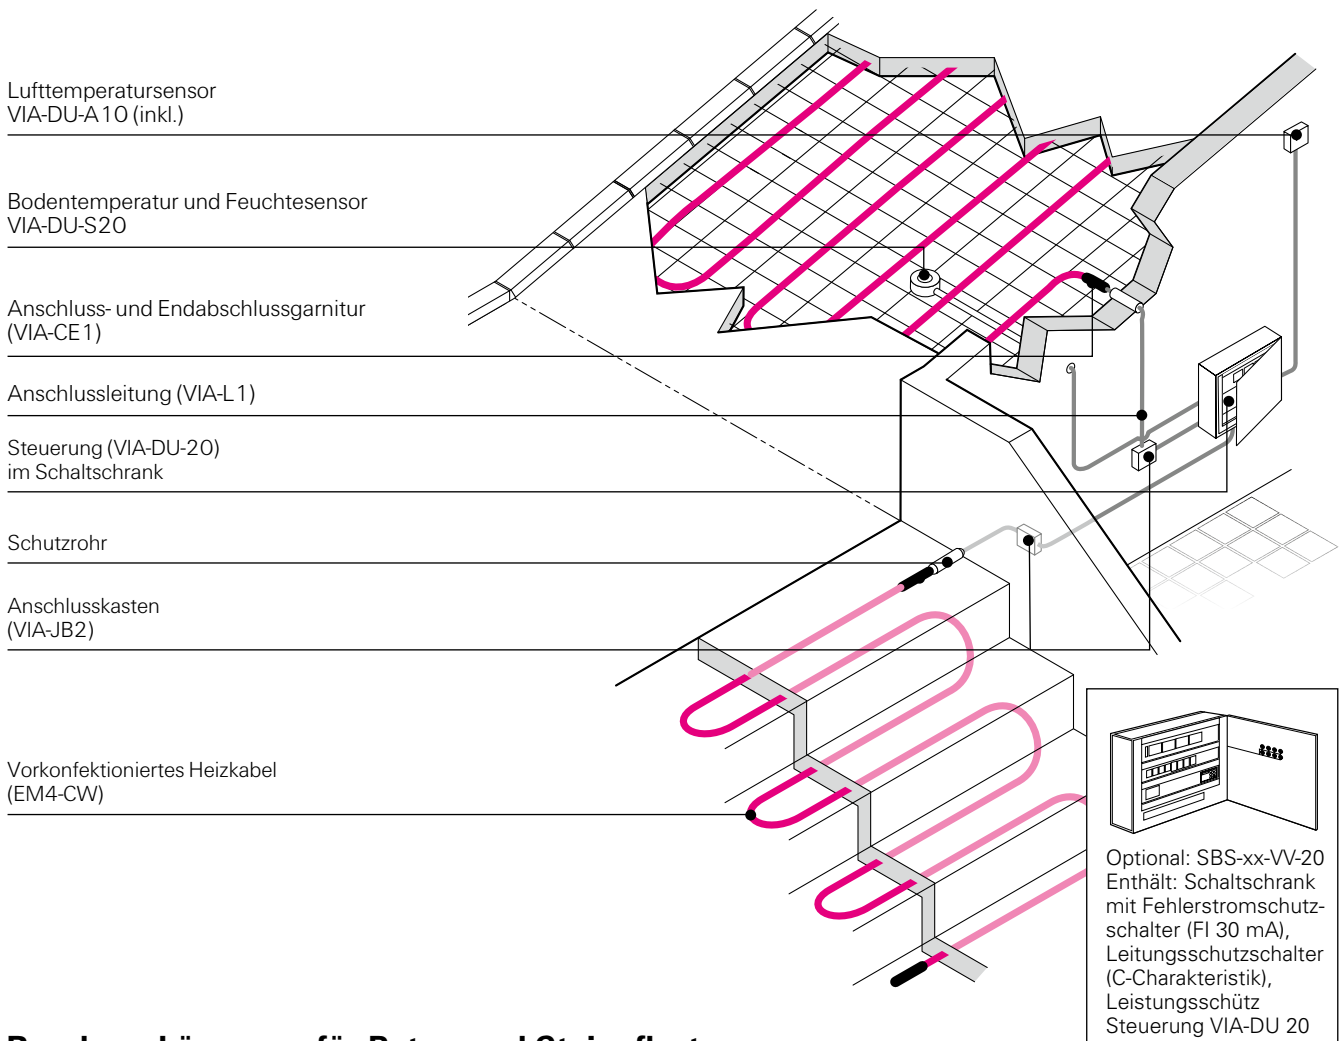 Lufttemperatursensor
VIA-DU-A10 (inkl.)
Bodentemperatur und Feuchtesensor
VIA-DU-S20
Anschluss- und Endabschlussgarnitur
(VIA-CE1)
Anschlussleitung (VIA-L1)
Steuerung (VIA-DU-20)
im Schaltschrank
Schutzrohr
Anschlusskasten
(VIA-JB2)
Vorkonfektioniertes Heizkabel
(EM4-CW)
Optional: SBS-xx-VV-20
Enthält: Schaltschrank
mit Fehlerstromschutz-
schalter (FI 30 mA),
Leitungsschutzschalter
(C-Charakteristik),
Leistungsschütz
Steuerung VIA-DU 20